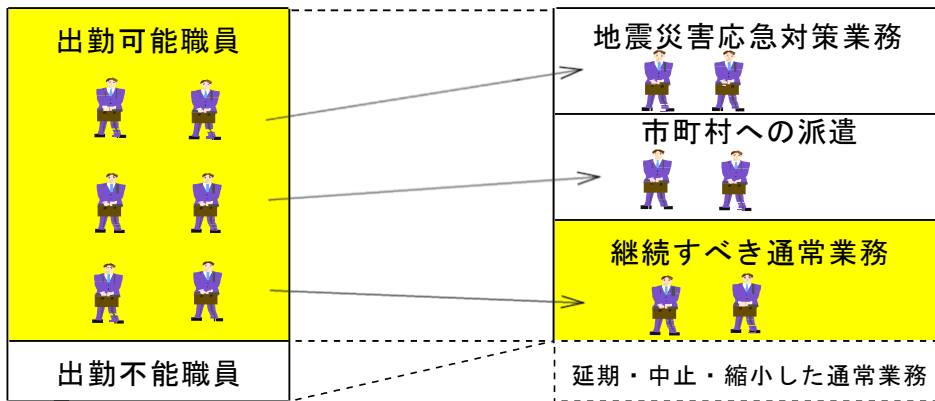 出勤可能職員
出勤不能職員
地震災害応急対策業務
市町村への派遣
継続すべき通常業務
延期・中止・縮小した通常業務